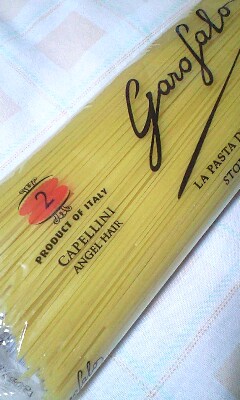 Garofalo
LA PASTA
2
PRODUCT OF ITALY
CAPELLINI
ANGEL HAIR